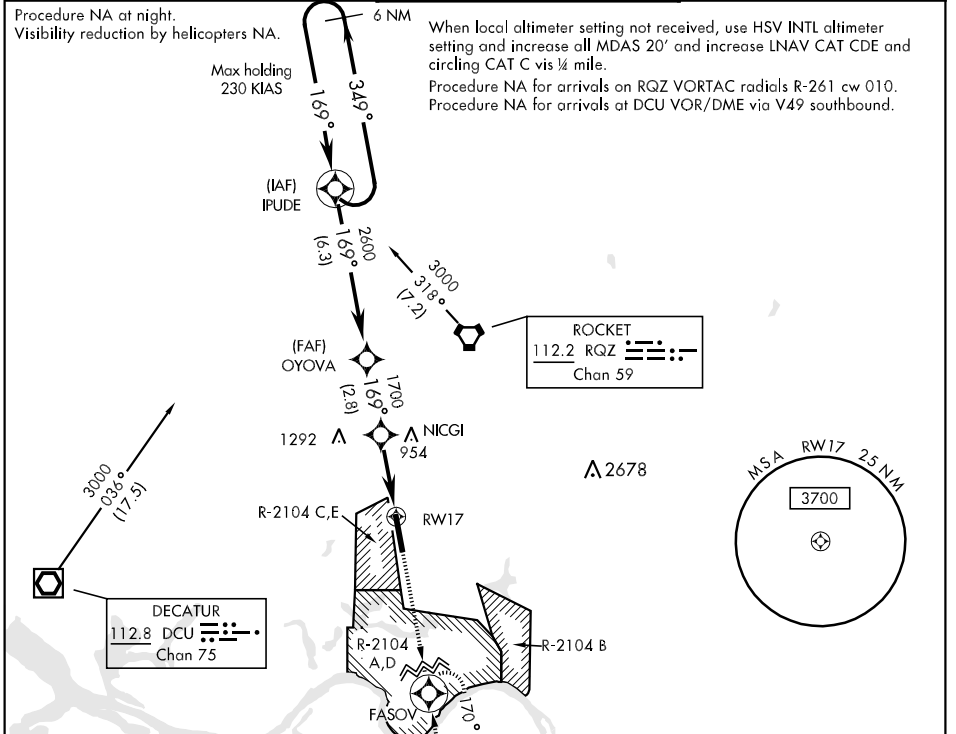 Procedure NA at night.
Visibility reduction by helicopters NA.
6 NM
When local altimeter setting not received, use HSV INTL altimeter
setting and increase all MDAS 20' and increase LNAV CAT CDE and
circling CAT C vis ¼ mile.
Procedure NA for arrivals on RQZ VORTAC radials R-261 cw 010.
Procedure NA for arrivals at DCU VOR/DME via V49 southbound.
Max holding
230 KIAS
169°
349°
(IAF)
IPUDE
2600
169°
(6.3)
3000
318°
(7.2)
ROCKET
112.2 RQZ
Chan 59
(FAF)
OYOVA
1700
169°
(2.8)
1292
NICGI
954
2678
MSA RW17 25 NM
3700
3000
036°
(17.5)
R-2104 C,E
RW17
DECATUR
112.8 DCU
Chan 75
R-2104
A,D
R-2104 B
FASOV
170°